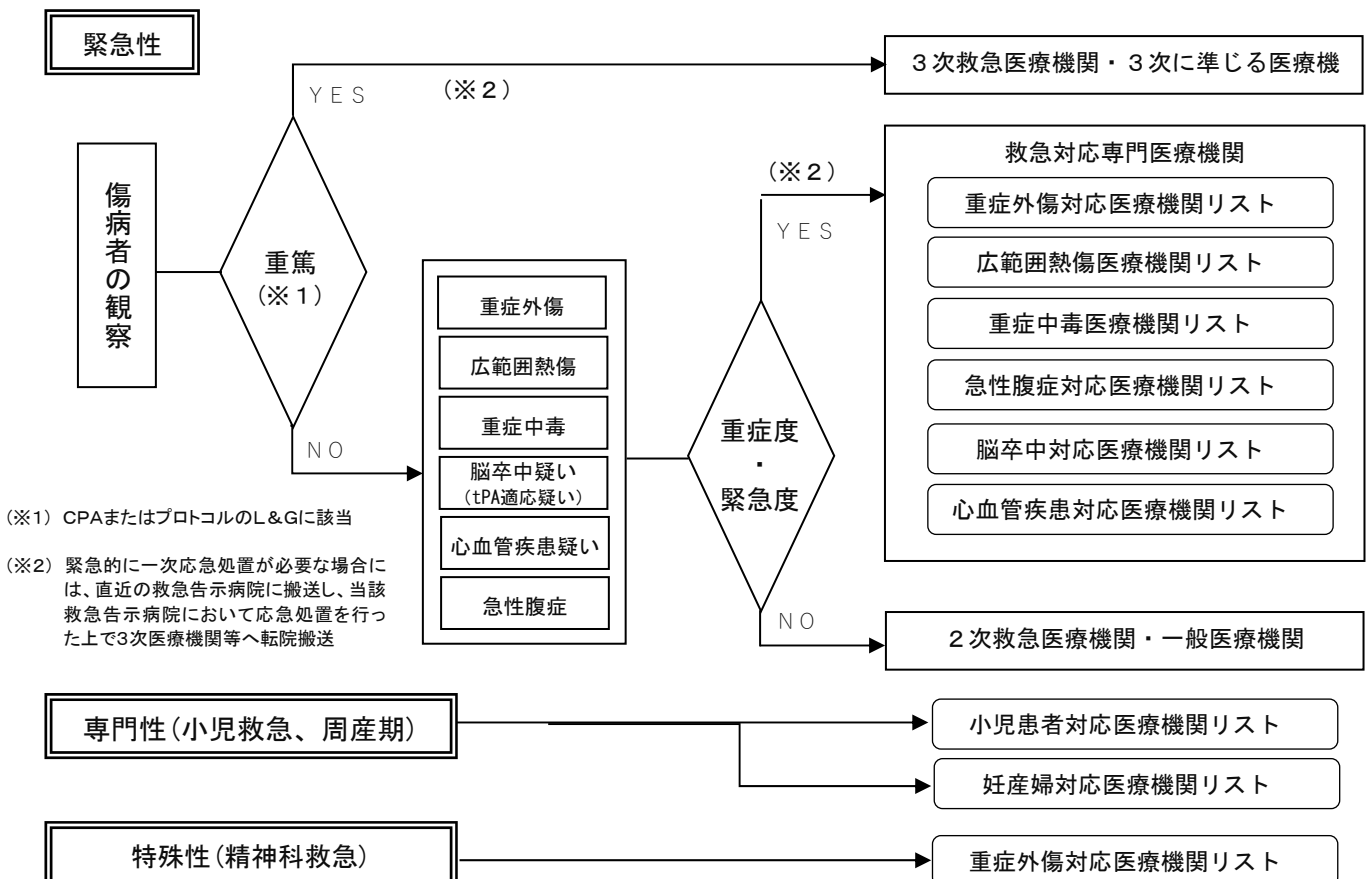 緊急性
3次救急医療機関・3次に準じる医療機
YES
(※2)
傷病者の観察
重篤
(※1)
NO
重症外傷
広範囲熱傷
重症中毒
脳卒中疑い
(tPA適応疑い)
心血管疾患疑い
急性腹症
重症度
・
緊急度
(※2)
YES
NO
救急対応専門医療機関
重症外傷対応医療機関リスト
広範囲熱傷医療機関リスト
重症中毒医療機関リスト
急性腹症対応医療機関リスト
脳卒中対応医療機関リスト
心血管疾患対応医療機関リスト
2次救急医療機関・一般医療機関
(※1) CPAまたはプロトコルのL&Gに該当
(※2) 緊急的に一次応急処置が必要な場合に
は、直近の救急告示病院に搬送し、当該
救急告示病院において応急処置を行っ
た上で3次医療機関等へ転院搬送
専門性(小児救急、周産期)
小児患者対応医療機関リスト
妊産婦対応医療機関リスト
特殊性(精神科救急)
重症外傷対応医療機関リスト